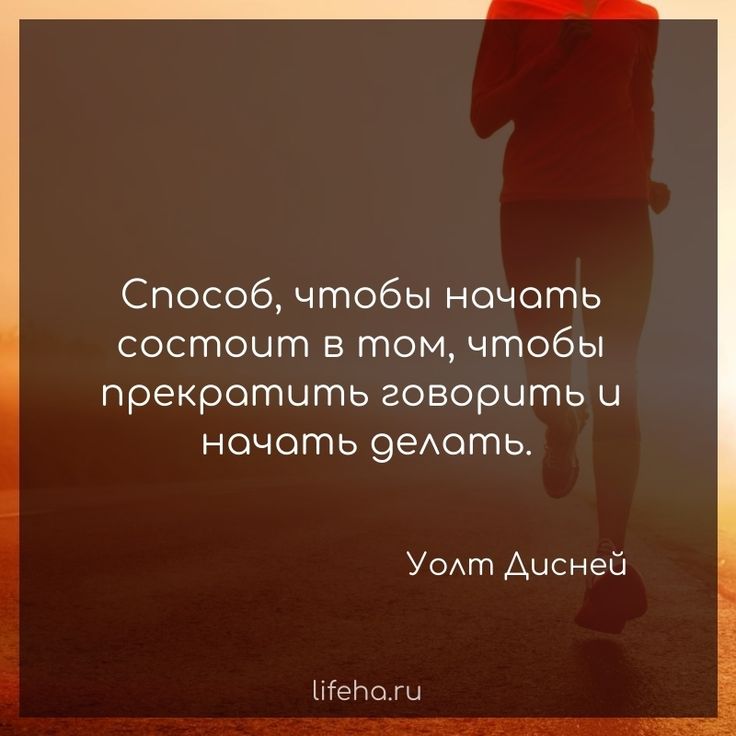 Способ, чтобы начать
состоит в том, чтобы
прекратить говорить и
начать делать.
Уолт Дисней
lifeha.ru